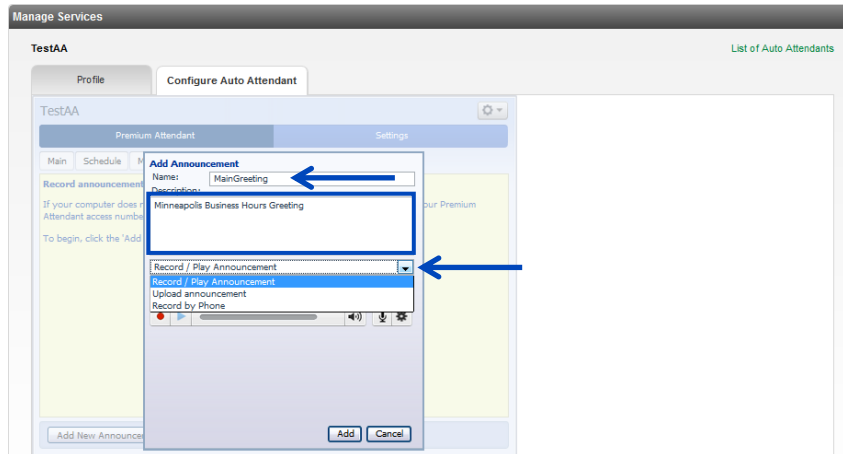 Manage Services
TestAA
List of Auto Attendants
Profile
Configure Auto Attendant
TestAA
Premium Attendant
Settings
Main
Schedule
Add Announcement
Name:
MainGreeting
Description:
Record announcement
Minneapolis Business Hours Greeting
If your computer does
our Premium
Attendant access numbe
To begin, click the 'Add
Record / Play Announcement
Record / Play Announcement
Upload announcement
Record by Phone
Add New Announce
Add
Cancel